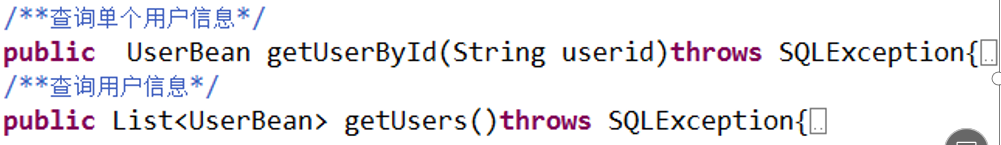 /**查询单个用户信息*/
public  UserBean getUserById(String userid)throws SQLException{..
/**查询用户信息*/
public List<UserBean> getUsers()throws SQLException{..